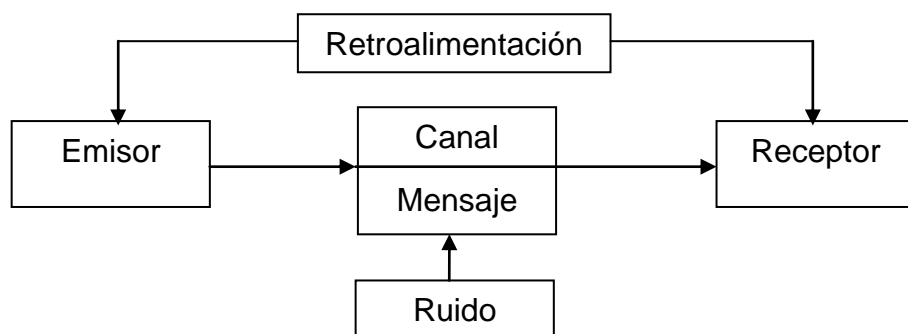 Retroalimentación
Emisor
Canal
Receptor
Mensaje
Ruido